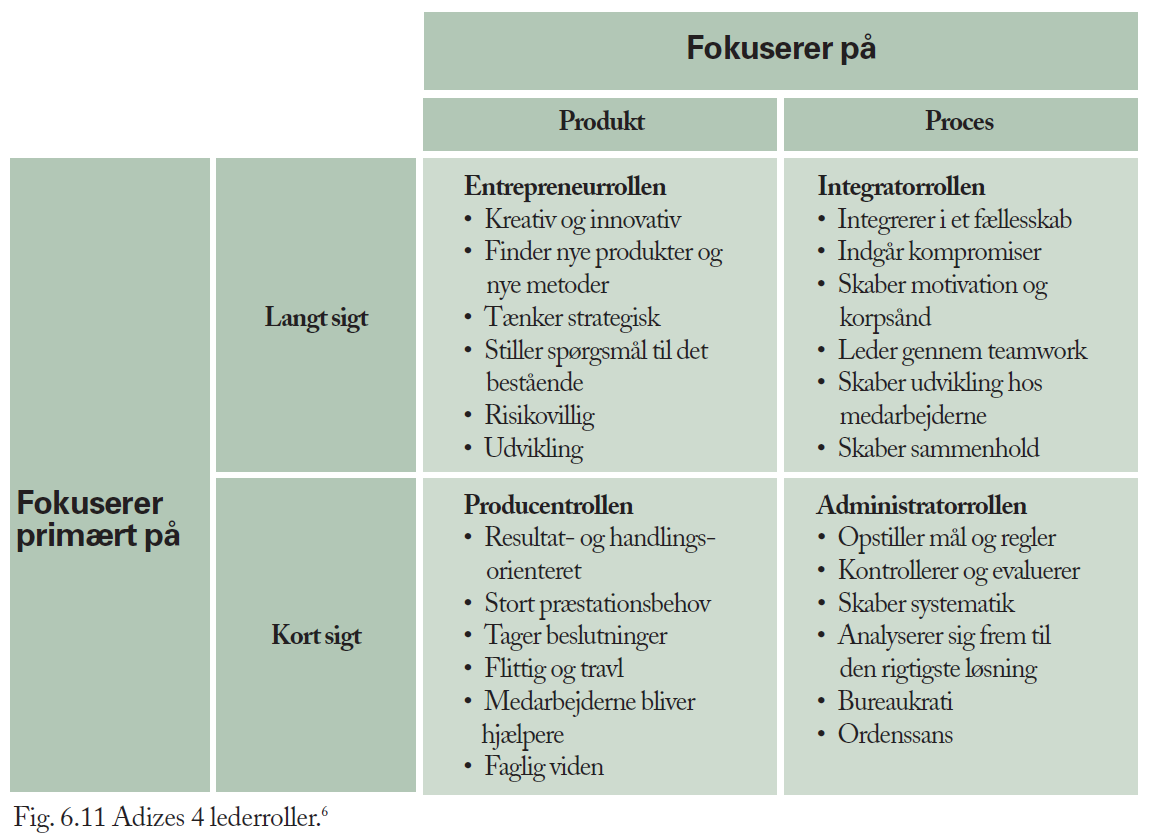 Fokuserer på
Produkt
Proces
Fokuserer
primært på
Langt sigt
Entrepreneurrollen
• Kreativ og innovativ
• Finder nye produkter og
nye metoder
• Tænker strategisk
• Stiller spørgsmål til det
bestående
• Risikovillig
• Udvikling
Integratorrollen
• Integrerer i et fællesskab
• Indgår kompromiser
• Skaber motivation og
korpsånd
• Leder gennem teamwork
• Skaber udvikling hos
medarbejderne
• Skaber sammenhold
Kort sigt
Producentrollen
• Resultat- og handlings-
orienteret
• Stort præstationsbehov
• Tager beslutninger
• Flittig og travl
• Medarbejderne bliver
hjælpere
• Faglig viden
Administratorrollen
• Opstiller mål og regler
• Kontrollerer og evaluerer
• Skaber systematik
• Analyserer sig frem til
den rigtigste løsning
• Bureaukrati
• Ordenssans
Fig. 6.11 Adizes 4 lederroller.⁶